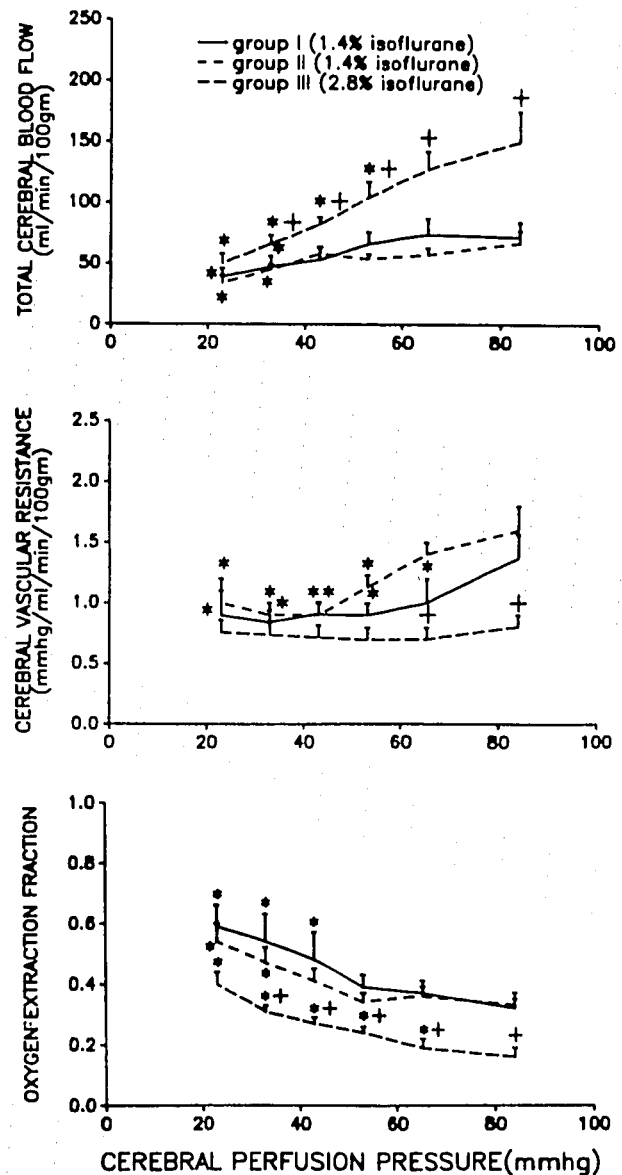 TOTAL CEREBRAL BLOOD FLOW
(ml/min/100gm)
250
200
150
100
50
0
group I (1.4% isoflurane)
group II (1.4% isoflurane)
group III (2.8% isoflurane)
0 20 40 60 80 100
CEREBRAL VASCULAR RESISTANCE
(mmhg/ml/min/100gm)
2.5
2.0
1.5
1.0
0.5
0.0
0 20 40 60 80 100
OXYGEN EXTRACTION FRACTION
1.0
0.8
0.6
0.4
0.2
0.0
0 20 40 60 80 100
CEREBRAL PERFUSION PRESSURE(mmhg)